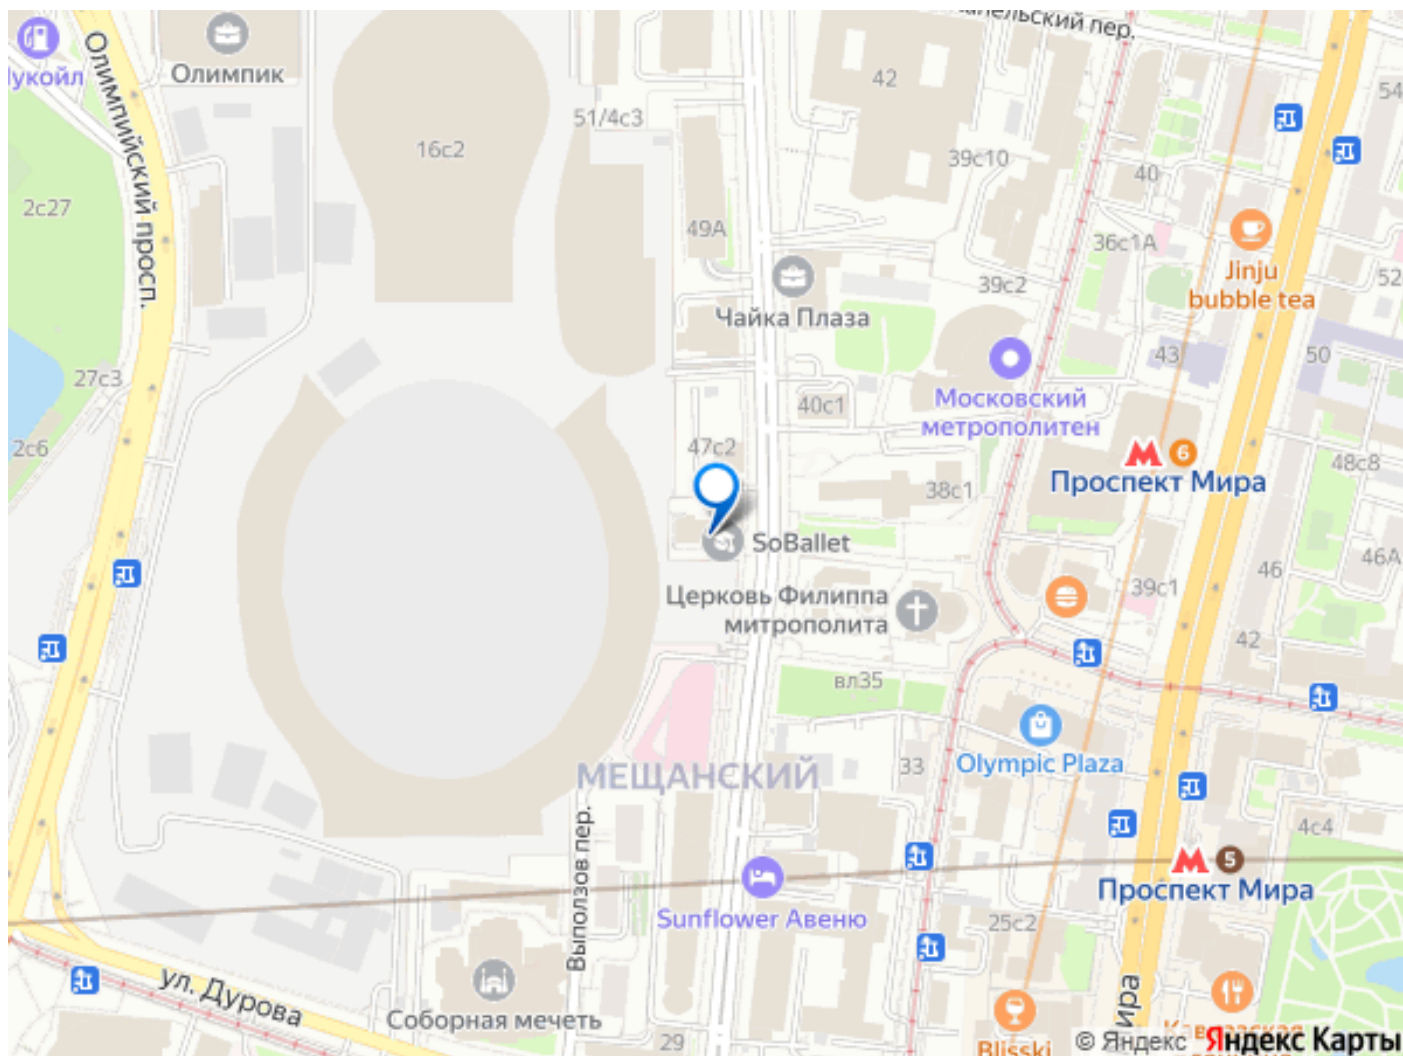 Олимпийский просп.
Олимпик
51/4с3
16с2
42
39с10
54
40
2с27
49А
36с1А
39с2
Jinju
bubble tea
52
Чайка Плаза
27с3
43
50
Московский
метрополитен
40с1
2с6
47с2
6
Проспект Мира
48с8
38с1
SoBallet
46А
46
39с1
Церковь Филиппа
митрополита
42
вл35
МЕЩАНСКИЙ
33
Olympic Plaza
4с4
5
Проспект Мира
Выползов пер.
Sunflower Авеню
25с2
ул. Дурова
Соборная мечеть
29
Blisski
© Яндекс Яндекс Карты